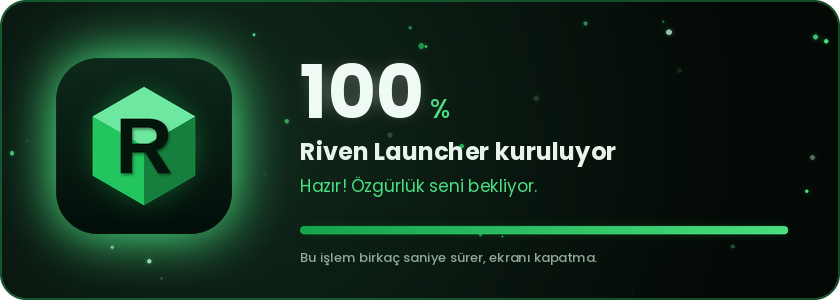 R
100 %
Riven Launcher kuruluyor
Hazır! Özgürlük seni bekliyor.
Bu işlem birkaç saniye sürer, ekranı kapatma.